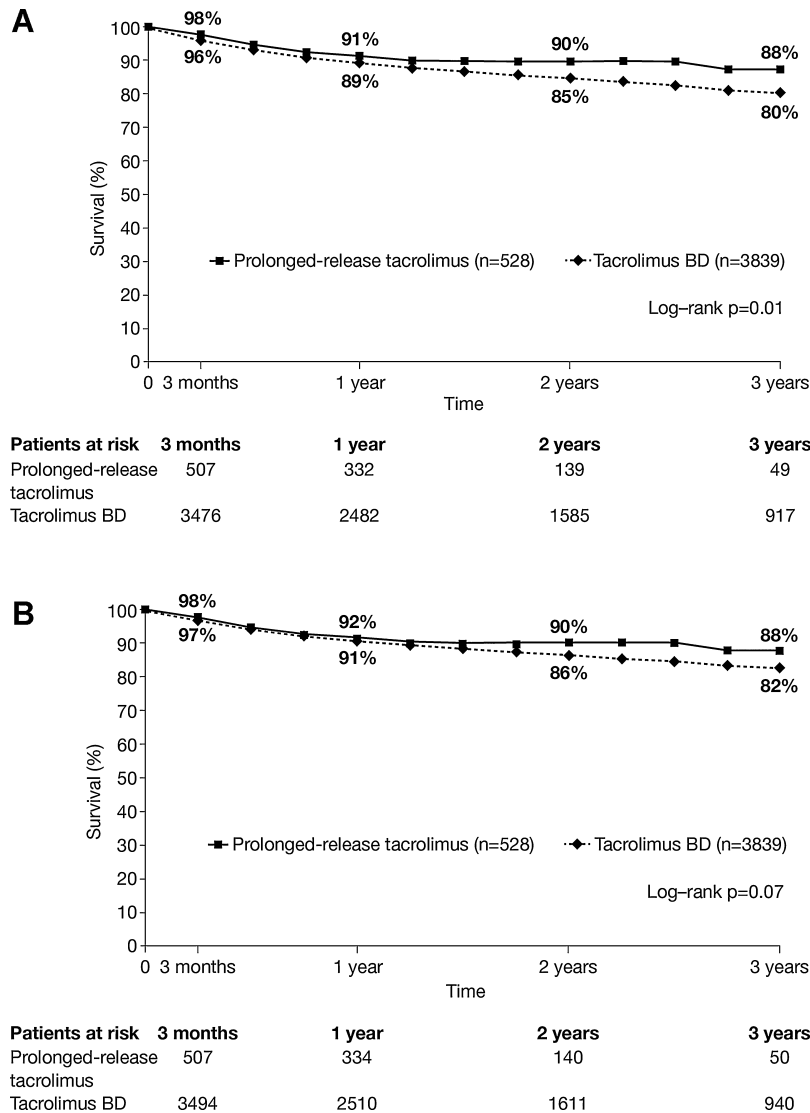 A
100
90
80
70
60
50
40
30
20
10
0
Survival (%)
98%
96%
91%
89%
90%
85%
88%
80%
Prolonged-release tacrolimus (n=528) Tacrolimus BD (n=3839)
Log–rank p=0.01
0 3 months 1 year 2 years 3 years
Time
Patients at risk 3 months 1 year 2 years 3 years
Prolonged-release 507 332 139 49
tacrolimus
Tacrolimus BD 3476 2482 1585 917
B
100
90
80
70
60
50
40
30
20
10
0
Survival (%)
98%
97%
92%
91%
90%
86%
88%
82%
Prolonged-release tacrolimus (n=528) Tacrolimus BD (n=3839)
Log–rank p=0.07
0 3 months 1 year 2 years 3 years
Time
Patients at risk 3 months 1 year 2 years 3 years
Prolonged-release 507 334 140 50
tacrolimus
Tacrolimus BD 3494 2510 1611 940